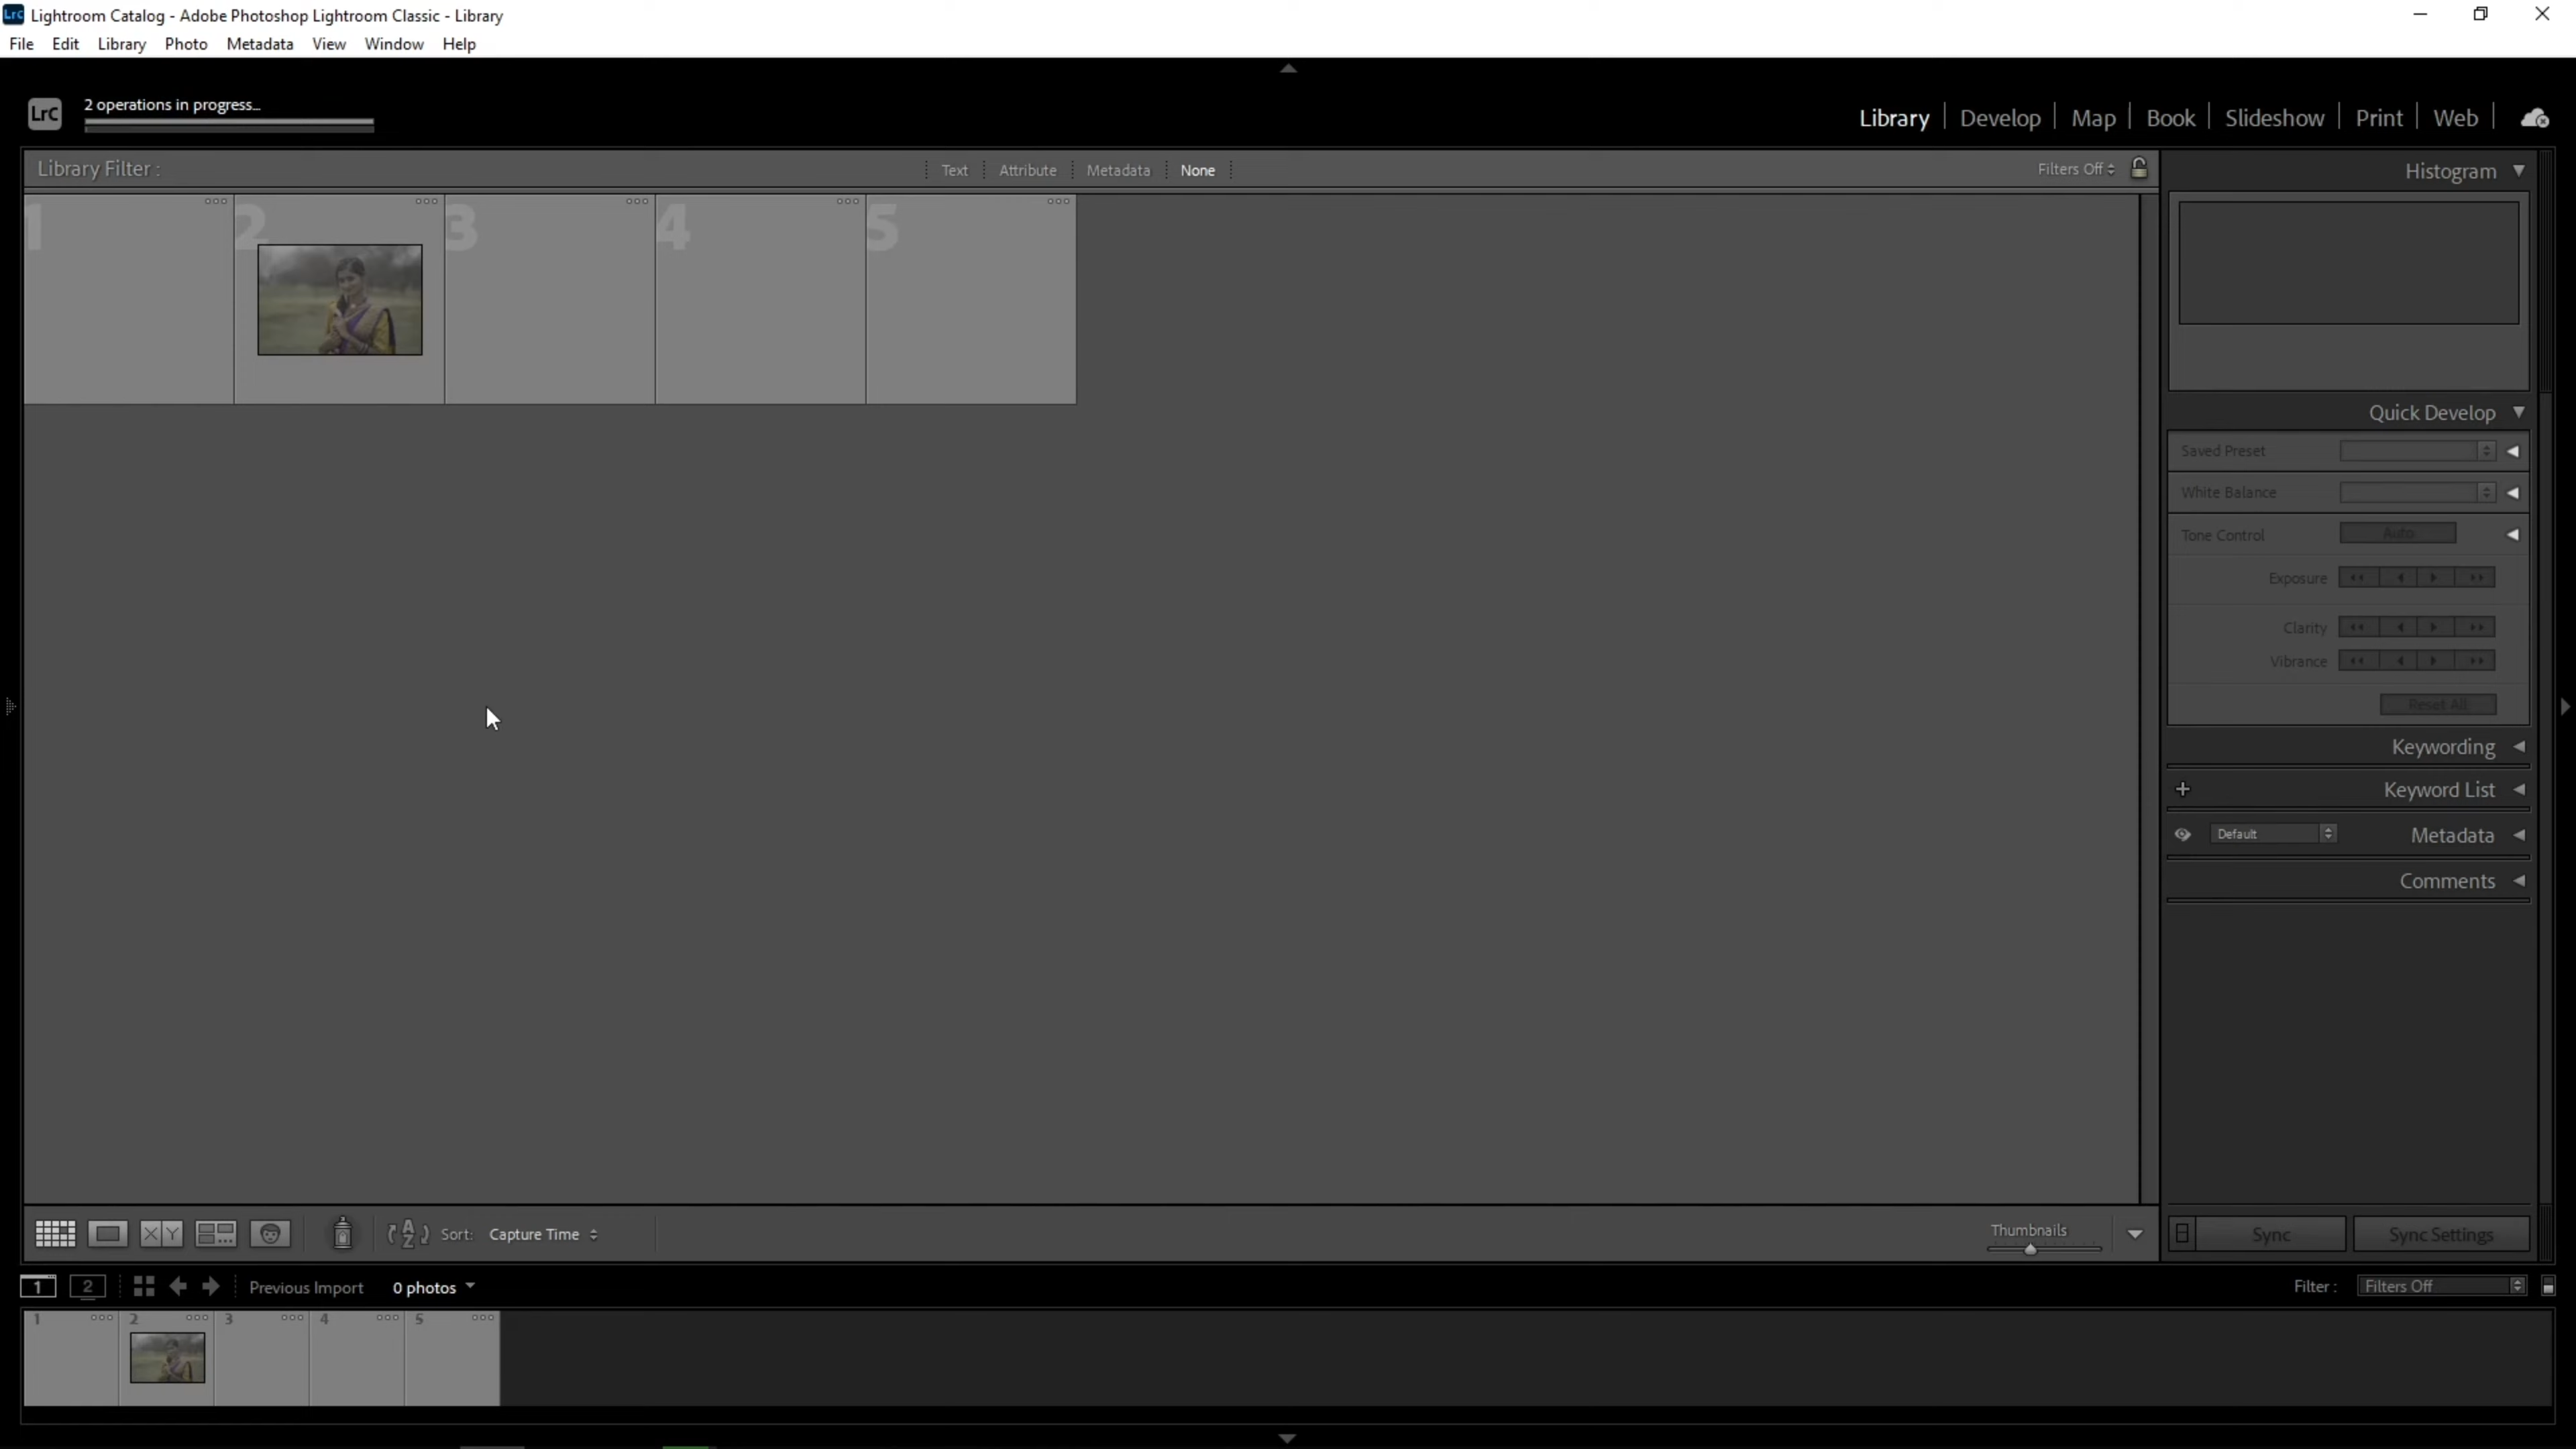 LrC Lightroom Catalog - Adobe Photoshop Lightroom Classic - Library
File Edit Library Photo Metadata View Window Help
LrC 2 operations in progress...
Library Develop Map Book Slideshow Print Web
Library Filter : Text Attribute Metadata None Filters Off
Histogram
1 2 3 4 5
Quick Develop
Saved Preset
White Balance
Tone Control Auto
Exposure
Clarity
Vibrance
Reset All
Keywording
Keyword List
Default Metadata
Comments
X Y A Z Sort: Capture Time Thumbnails Sync Sync Settings
1 2 Previous Import 0 photos Filter : Filters Off
1 2 3 4 5